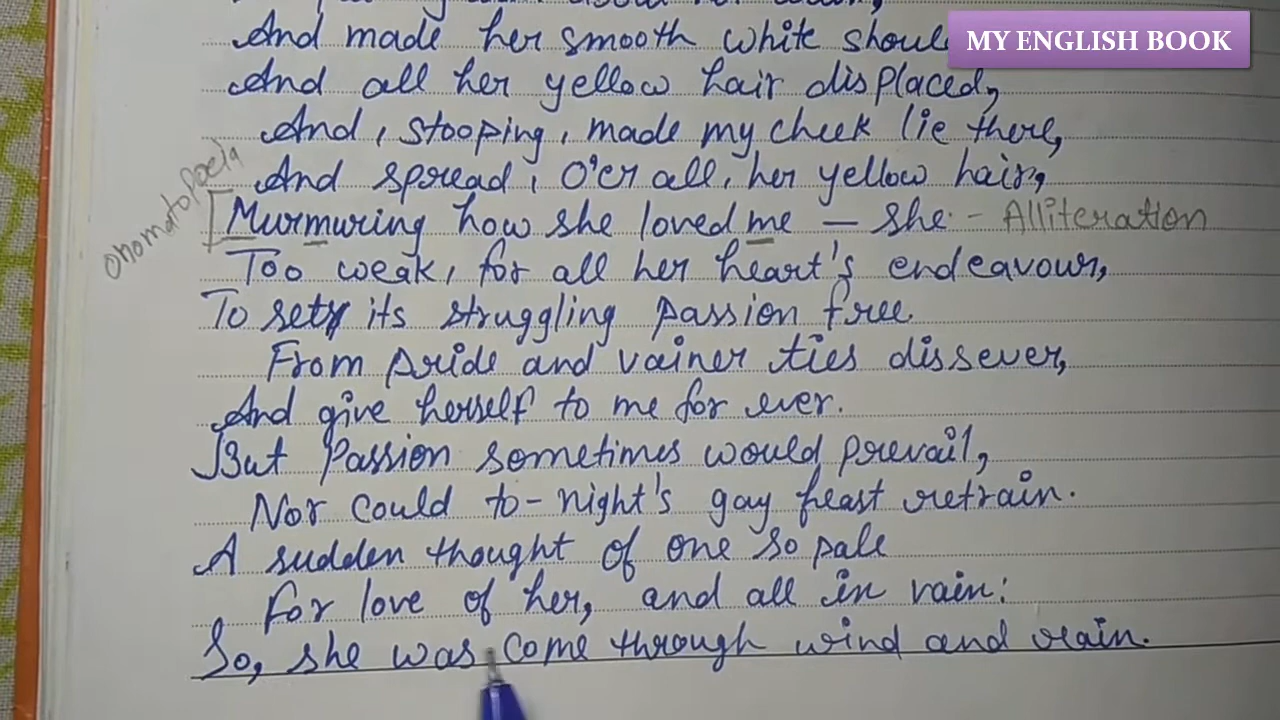 And made her smooth white shoul
MY ENGLISH BOOK
And all her yellow hair displaced,
And, stooping, made my cheek lie there,
And spread, O'er all, her yellow hair,
Onomatopoeia
Murmuring how she loved me — she - Alliteration
Too weak, for all her heart's endeavour,
To set its struggling passion free
From pride and vainer ties dissever,
And give herself to me for ever.
But Passion sometimes would prevail,
Nor could to-night's gay feast retrain.
A sudden thought of one so pale
For love of her, and all in vain:
So, she was come through wind and rain.